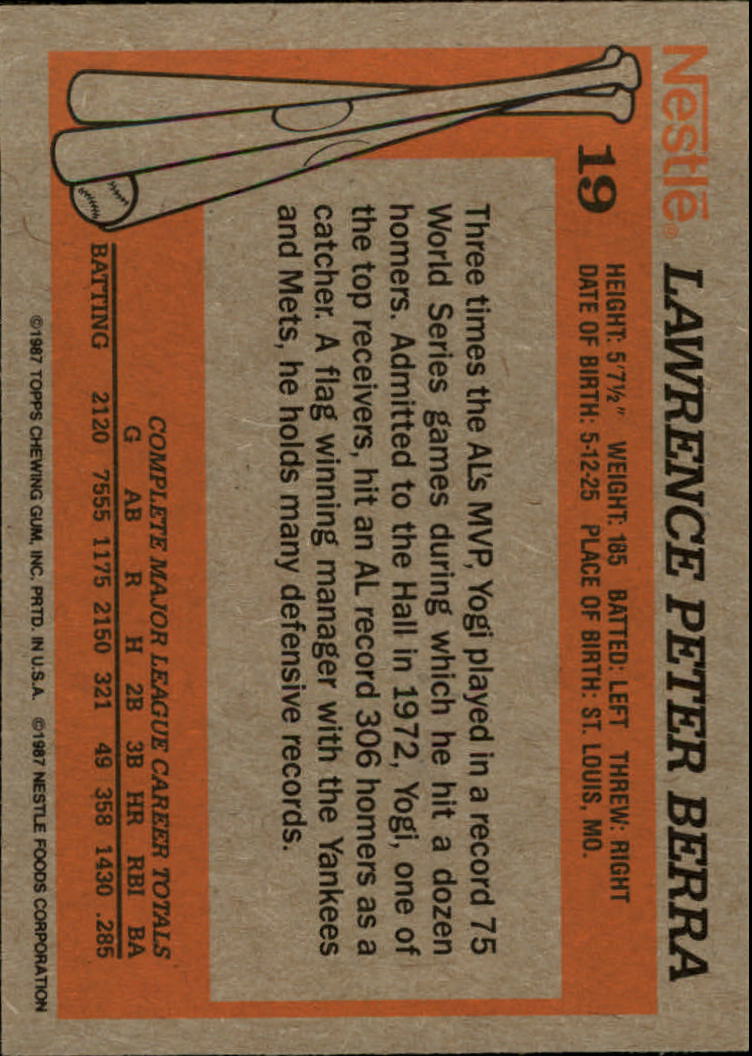 Nestlé®
LAWRENCE PETER BERRA
19
HEIGHT: 5'7½" WEIGHT: 185 BATTED: LEFT THREW: RIGHT
DATE OF BIRTH: 5-12-25 PLACE OF BIRTH: ST. LOUIS, MO.
Three times the AL's MVP, Yogi played in a record 75
World Series games during which he hit a dozen
homers. Admitted to the Hall in 1972, Yogi, one of
the top receivers, hit an AL record 306 homers as a
catcher. A flag winning manager with the Yankees
and Mets, he holds many defensive records.
COMPLETE MAJOR LEAGUE CAREER TOTALS
G AB R H 2B 3B HR RBI BA
BATTING 2120 7555 1175 2150 321 49 358 1430 .285
©1987 TOPPS CHEWING GUM, INC. PRTD. IN U.S.A. ©1987 NESTLE FOODS CORPORATION